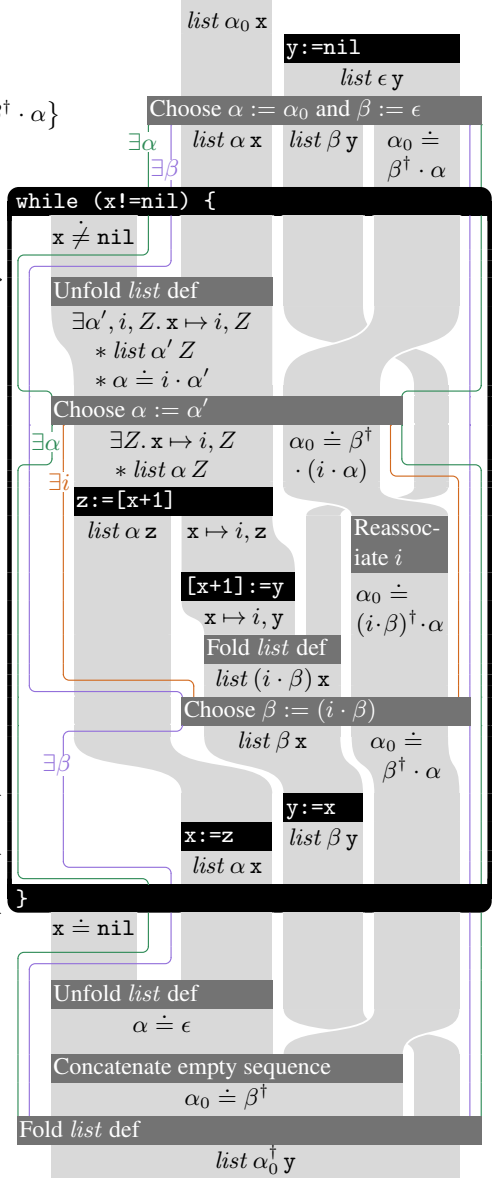 list α₀ x
y:=nil
list ϵ y
† · α}
Choose α := α₀ and β := ϵ
∃α
∃β
list α x list β y α₀ ≐
β† · α
while (x!=nil) {
x ≐̸ nil
Unfold list def
∃α′, i, Z. x ↦ i, Z
∗ list α′ Z
∗ α ≐ i · α′
Choose α := α′
∃α
∃i
∃Z. x ↦ i, Z α₀ ≐ β†
∗ list α Z · (i · α)
z:=[x+1]
list α z x ↦ i, z
Reassoc-
iate i
[x+1]:=y
α₀ ≐
x ↦ i, y
(i·β)†·α
Fold list def
list (i · β) x
Choose β := (i · β)
list β x α₀ ≐
β† · α
∃β
y:=x
x:=z
list β y
list α x
}
x ≐ nil
Unfold list def
α ≐ ϵ
Concatenate empty sequence
α₀ ≐ β†
Fold list def
list α₀† y